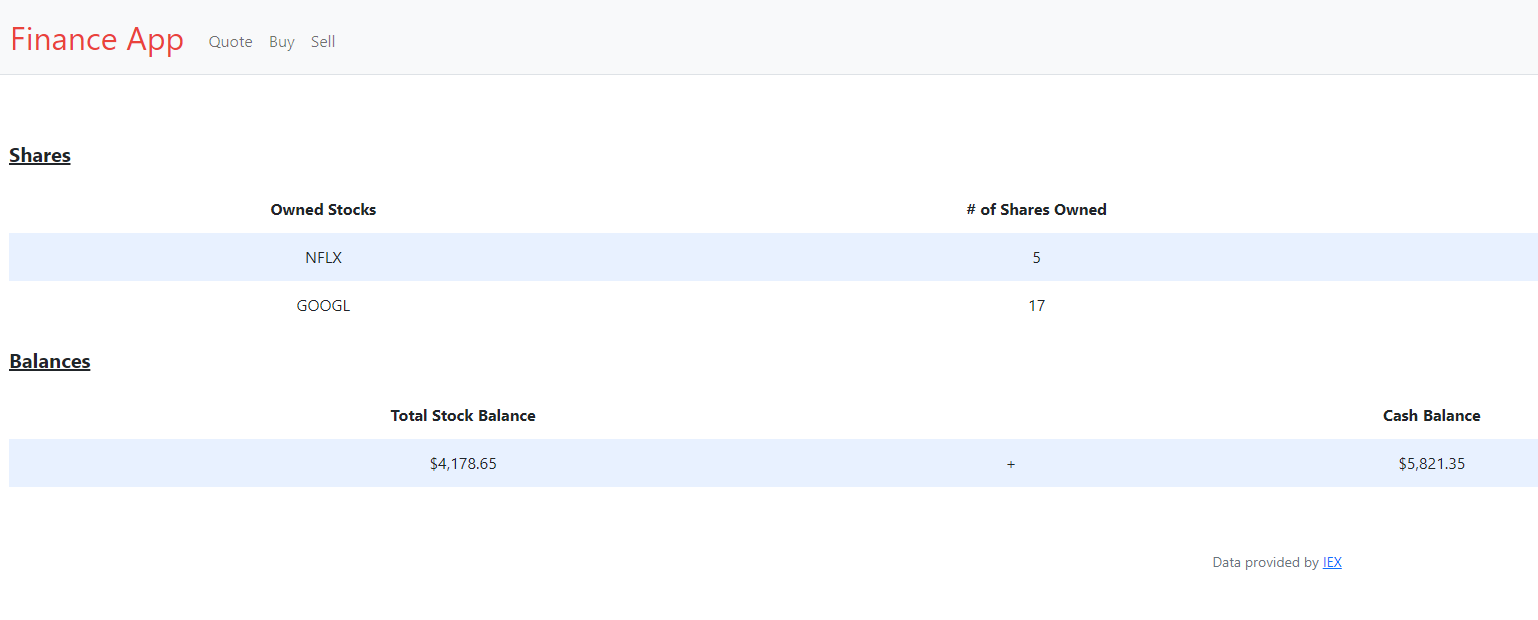 Finance App Quote Buy Sell
Shares
Owned Stocks # of Shares Owned
NFLX 5
GOOGL 17
Balances
Total Stock Balance Cash Balance
$4,178.65 + $5,821.35
Data provided by IEX